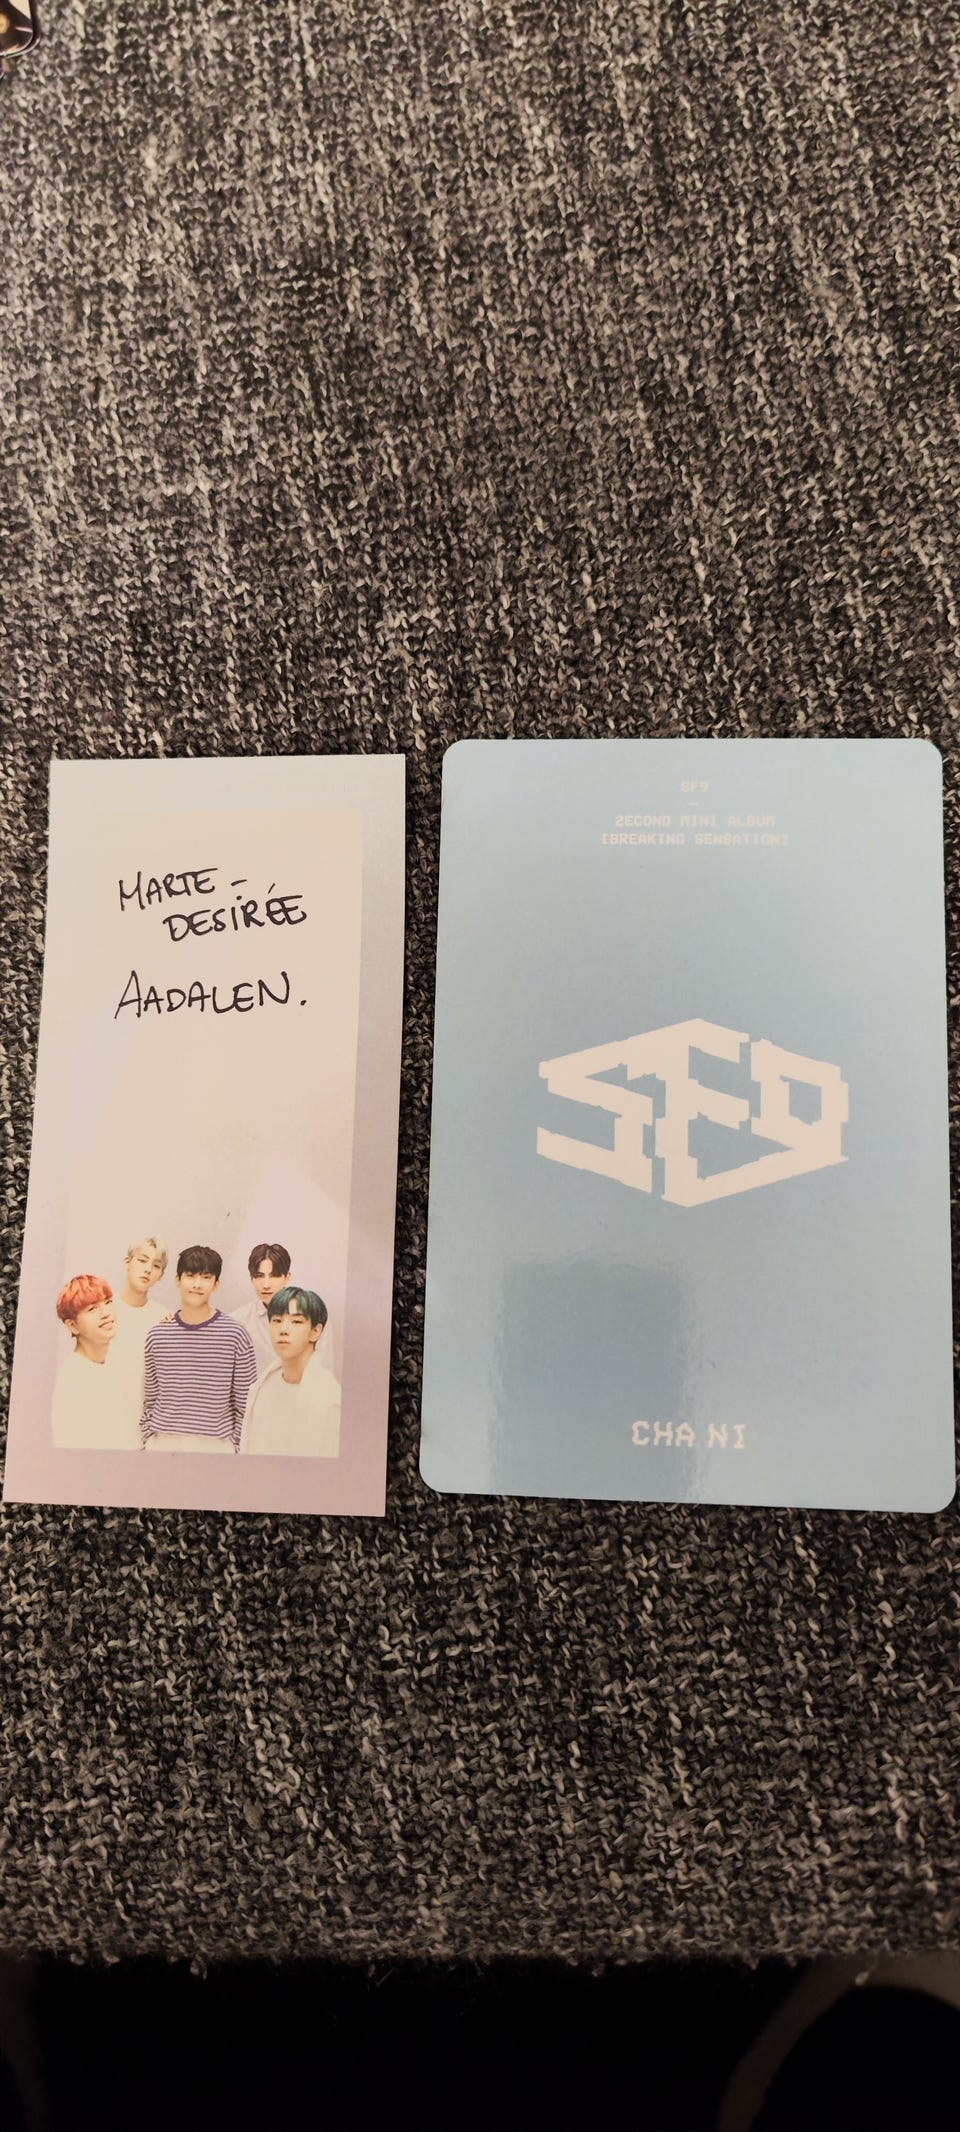 MARTE-
DESIRÉE
AADALEN.
SF9
2ECOND MINI ALBUM
[BREAKING SENSATION]
SF9
CHA NI